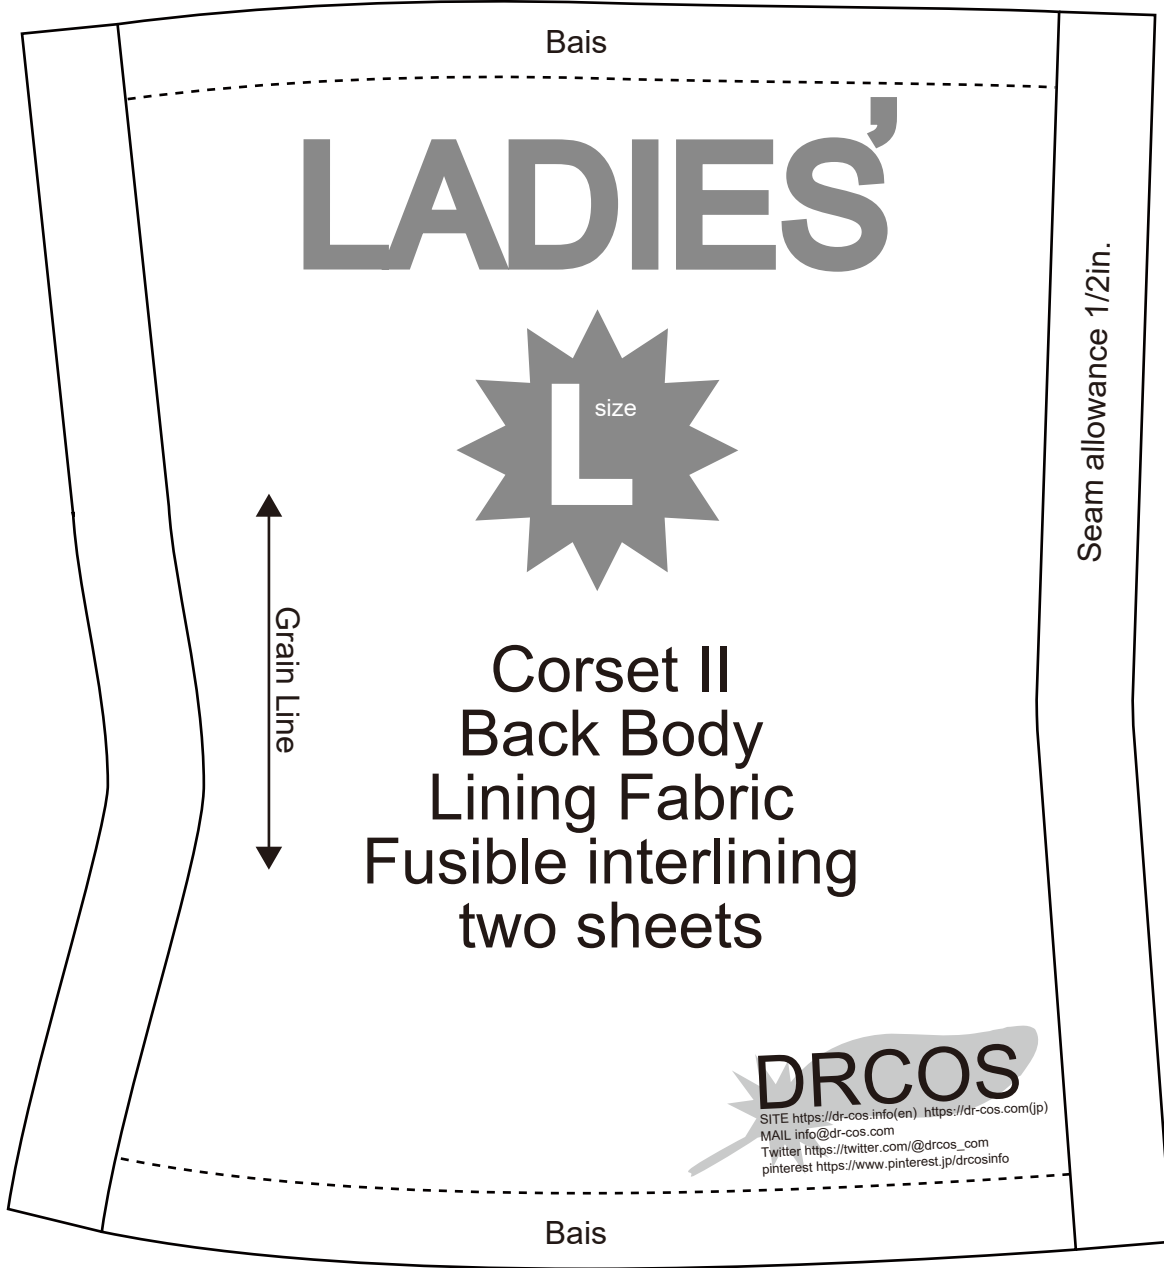 Bais
LADIES’
L size
Seam allowance 1/2in.
Grain Line
Corset II
Back Body
Lining Fabric
Fusible interlining
two sheets
DRCOS
SITE https://dr-cos.info(en) https://dr-cos.com(jp)
MAIL info@dr-cos.com
Twitter https://twitter.com/@drcos_com
pinterest https://www.pinterest.jp/drcosinfo
Bais